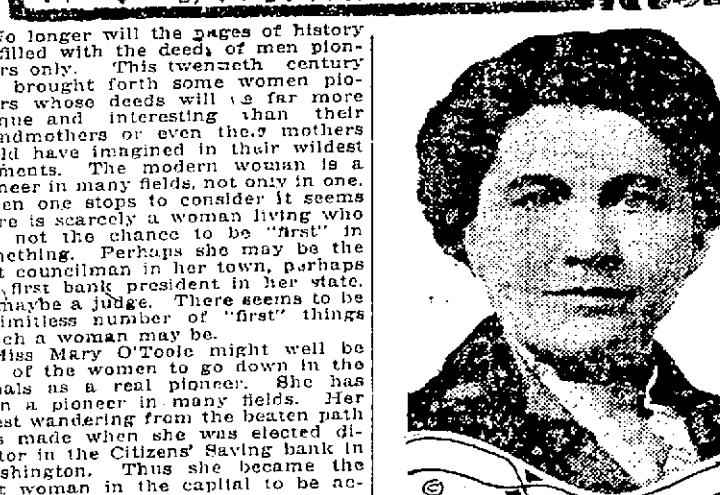 o longer will the pages of history
filled with the deeds of men pion-
rs only. This twentieth century
brought forth some women pio-
rs whose deeds will be far more
que and interesting than their
ndmothers or even their mothers
ld have imagined in their wildest
ments. The modern woman is a
neer in many fields, not only in one.
en one stops to consider it seems
re is scarcely a woman living who
not the chance to be "first" in
mething. Perhaps she may be the
t councilman in her town, perhaps
first bank president in her state,
maybe a judge. There seems to be
imitless number of "first" things
ch a woman may be.
Miss Mary O'Toole might well be
of the women to go down in the
nals as a real pioneer. She has
n a pioneer in many fields. Her
est wandering from the beaten path
s made when she was elected di-
tor in the Citizens' Saving bank in
shington. Thus she became the
t woman in the capital to be ac-
©